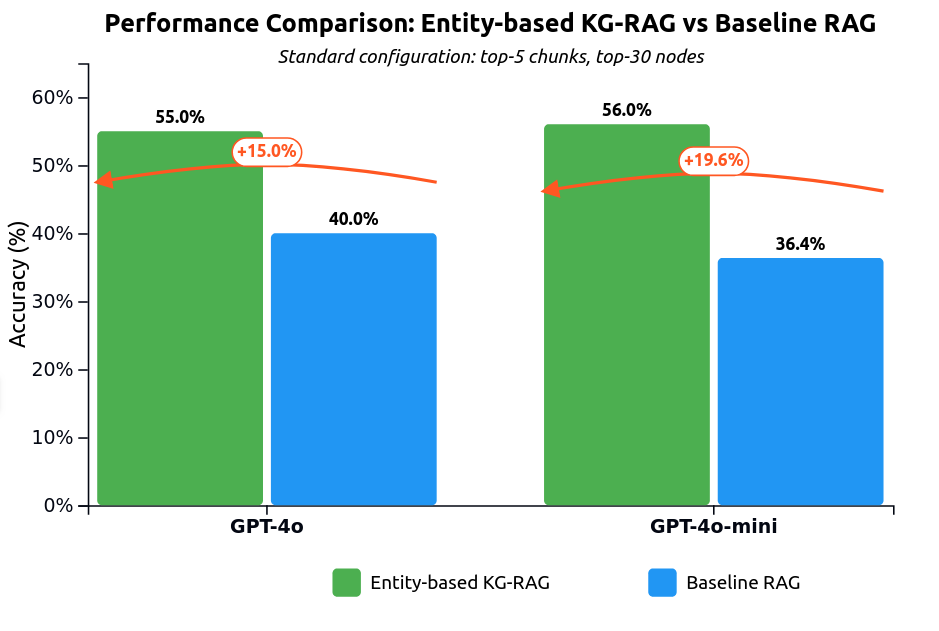 Performance Comparison: Entity-based KG-RAG vs Baseline RAG
Standard configuration: top-5 chunks, top-30 nodes
Accuracy (%)
60%
50%
40%
30%
20%
10%
0%
55.0%
+15.0%
40.0%
56.0%
+19.6%
36.4%
GPT-4o
GPT-4o-mini
Entity-based KG-RAG
Baseline RAG